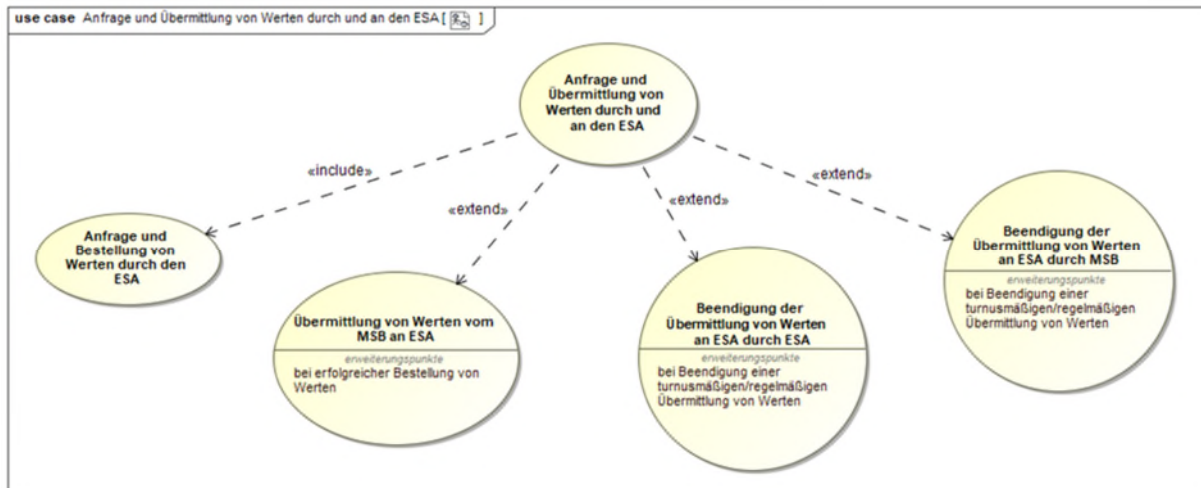 use case Anfrage und Übermittlung von Werten durch und an den ESA [ ]
Anfrage und
Übermittlung von
Werten durch und
an den ESA
«include»
«extend»
«extend»
«extend»
Anfrage und
Bestellung von
Werten durch den
ESA
Übermittlung von Werten vom
MSB an ESA
erweiterungspunkte
bei erfolgreicher Bestellung von
Werten
Beendigung der
Übermittlung von Werten
an ESA durch ESA
erweiterungspunkte
bei Beendigung einer
turnusmäßigen/regelmäßigen
Übermittlung von Werten
Beendigung der
Übermittlung von Werten
an ESA durch MSB
erweiterungspunkte
bei Beendigung einer
turnusmäßigen/regelmäßigen
Übermittlung von Werten